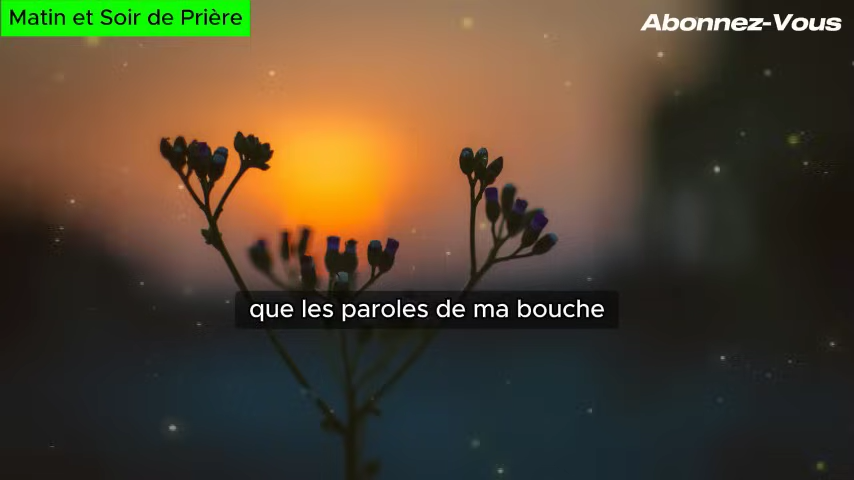 Matin et Soir de Prière
Abonnez-Vous
que les paroles de ma bouche